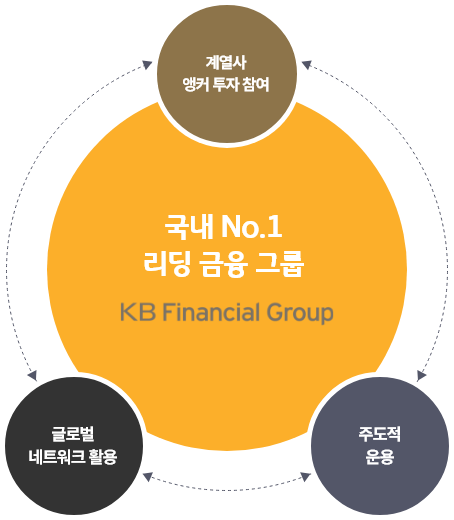 계열사
앵커 투자 참여
국내 No.1
리딩 금융 그룹
KB Financial Group
글로벌
네트워크 활용
주도적
운용